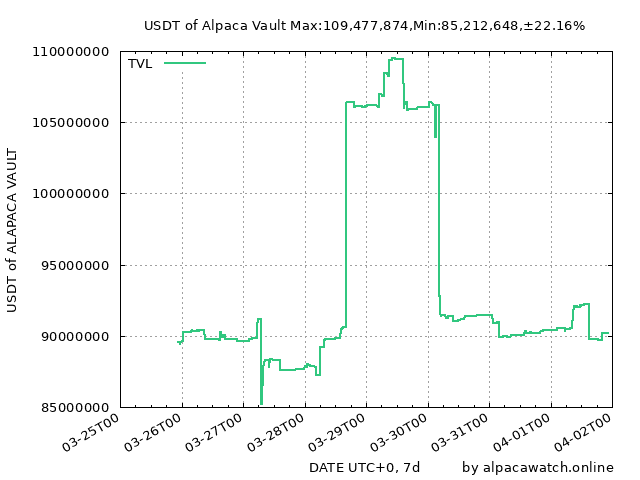 USDT of Alpaca Vault Max:109,477,874,Min:85,212,648,±22.16%
TVL
110000000
105000000
100000000
95000000
90000000
85000000
USDT of ALAPACA VAULT
03-25T00
03-26T00
03-27T00
03-28T00
03-29T00
03-30T00
03-31T00
04-01T00
04-02T00
DATE UTC+0, 7d
by alpacawatch.online